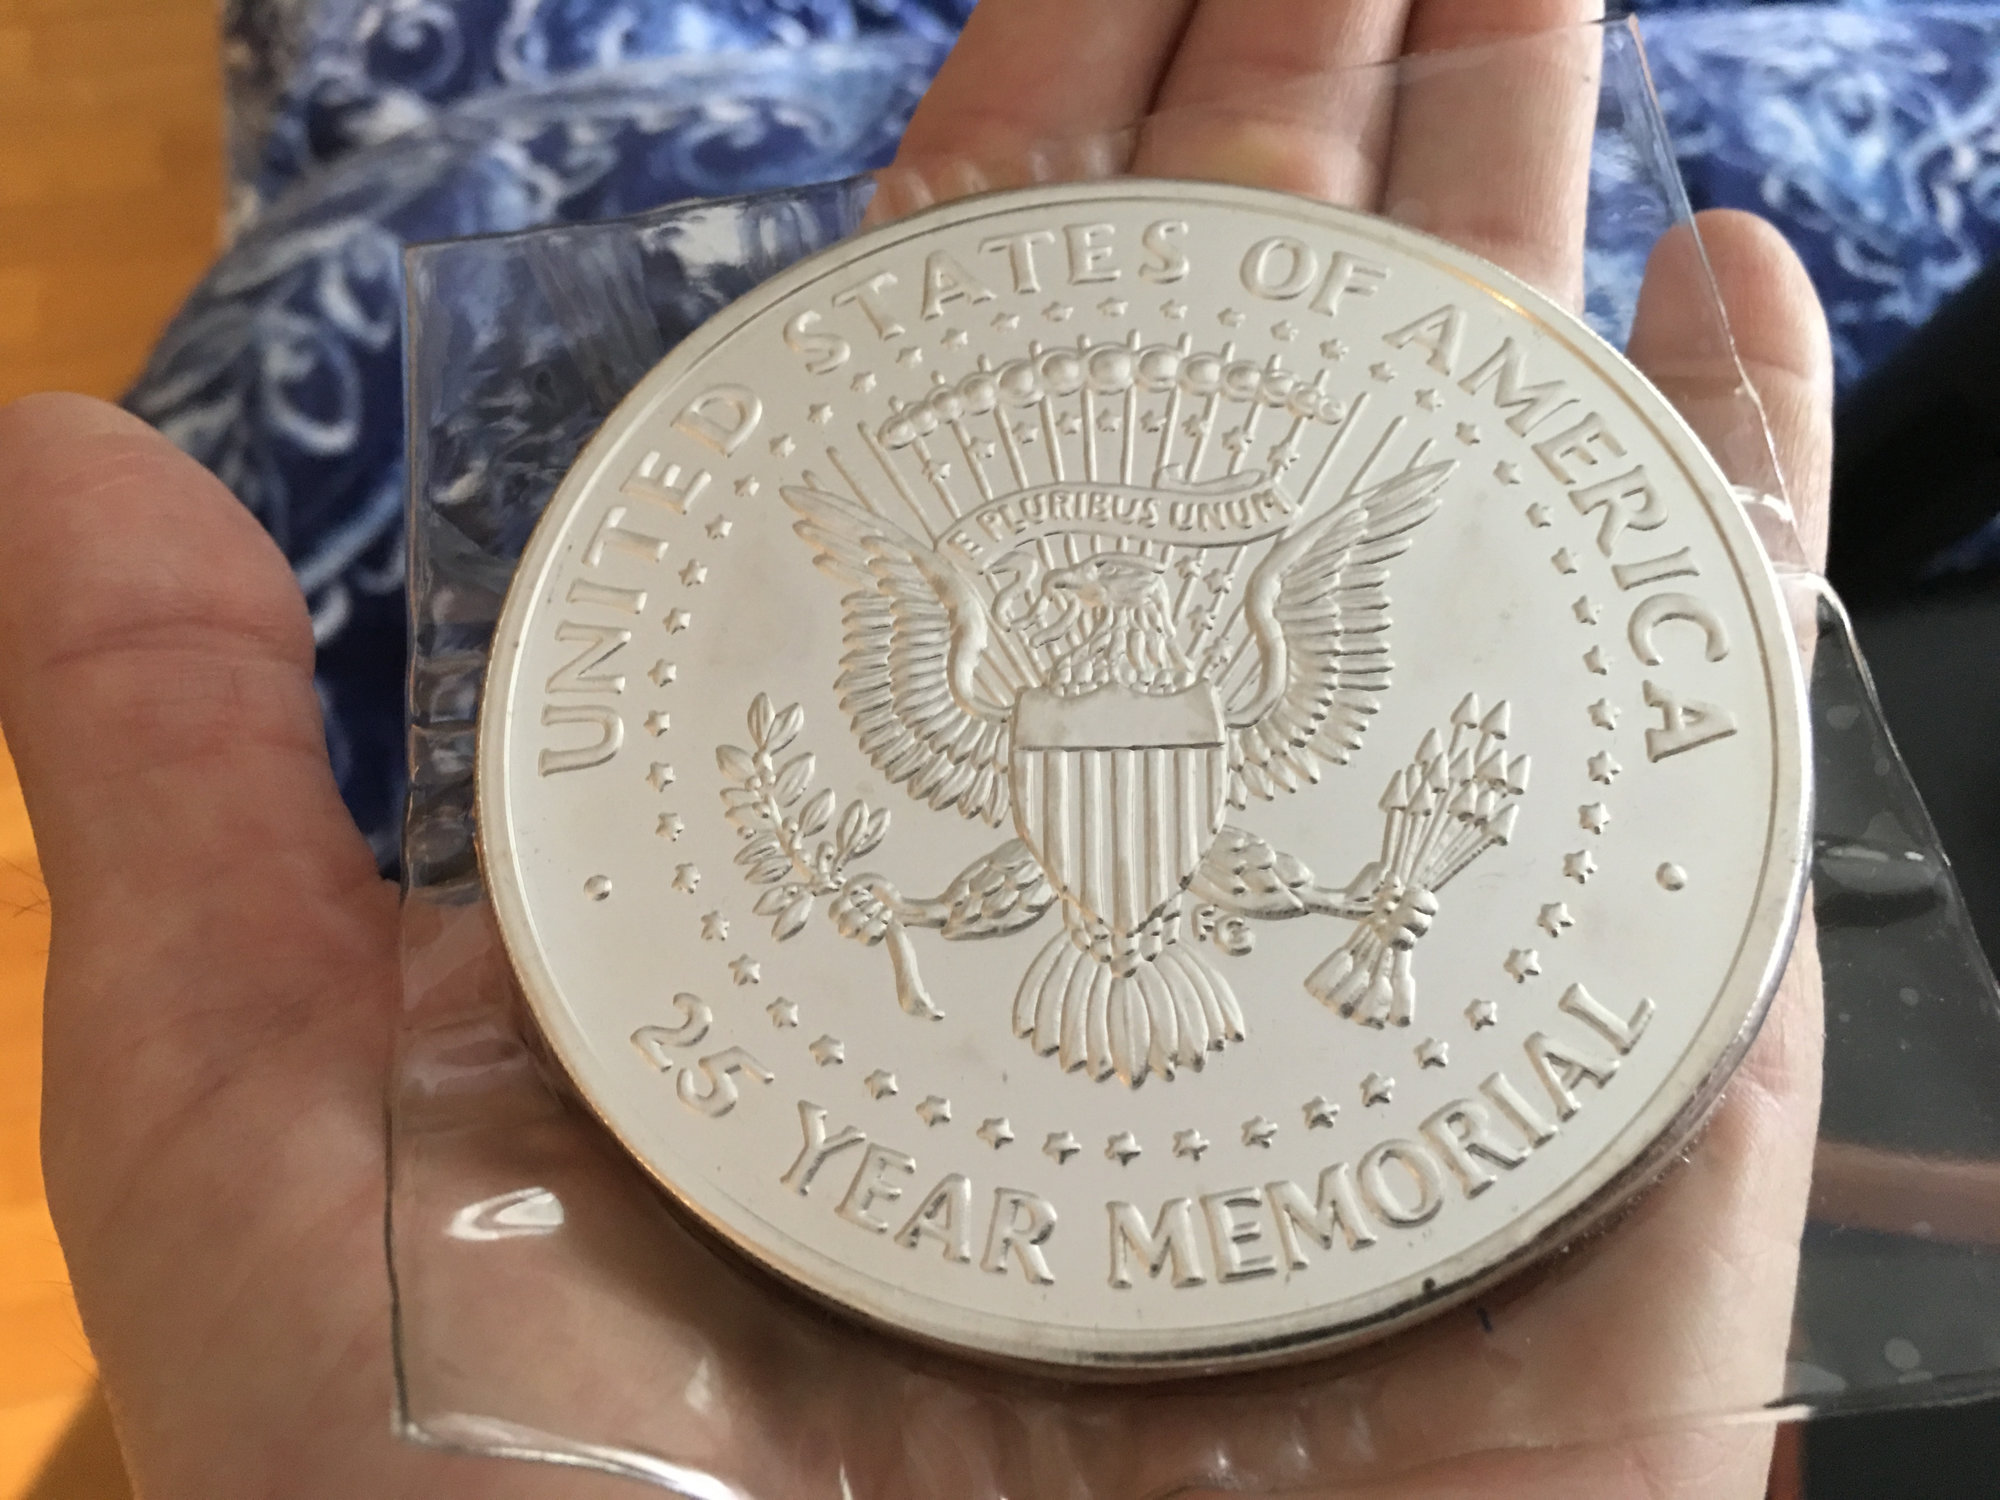 UNITED STATES OF AMERICA
E PLURIBUS UNUM
FG
25 YEAR MEMORIAL